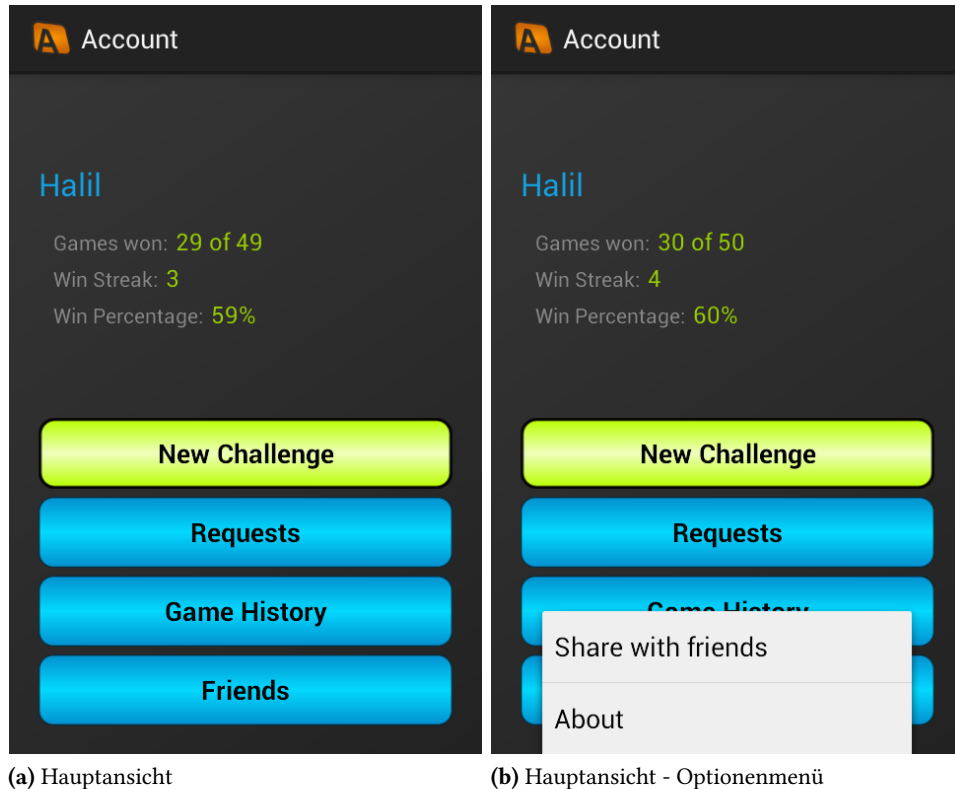 Account
Halil
Games won: 29 of 49
Win Streak: 3
Win Percentage: 59%
New Challenge
Requests
Game History
Friends
(a) Hauptansicht
Account
Halil
Games won: 30 of 50
Win Streak: 4
Win Percentage: 60%
New Challenge
Requests
Game History
Share with friends
About
(b) Hauptansicht - Optionenmenü